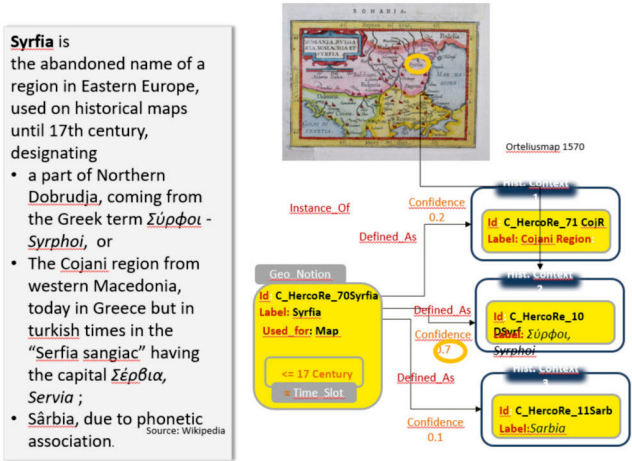 Syrfia is
the abandoned name of a
region in Eastern Europe,
used on historical maps
until 17th century,
designating
• a part of Northern
Dobrudja, coming from
the Greek term Σύρφοι -
Syrphoi, or
• The Cojani region from
western Macedonia,
today in Greece but in
turkish times in the
“Serfia sangiac” having
the capital Σέρβια,
Servia ;
• Sârbia, due to phonetic
association.
Source: Wikipedia
ROMANIA.
Orteliusmap 1570
Instance_Of
Confidence
0.2
Defined_As
Hist. Context
1
Id C_HercoRe_71 CojR
Label: Cojani Region
Geo_Notion
Id C_HercoRe_70Syrfia
Label: Syrfia
Used_for: Map
<= 17 Century
Time_Slot
Defined_As
Confidence
0.7
Hist. Context
2
Id C_HercoRe_10
DSyrf
Label: Σύρφοι,
Syrphoi
Defined_As
Confidence
0.1
Hist. Context
3
Id C_HercoRe_11Sarb
Label:Sarbia